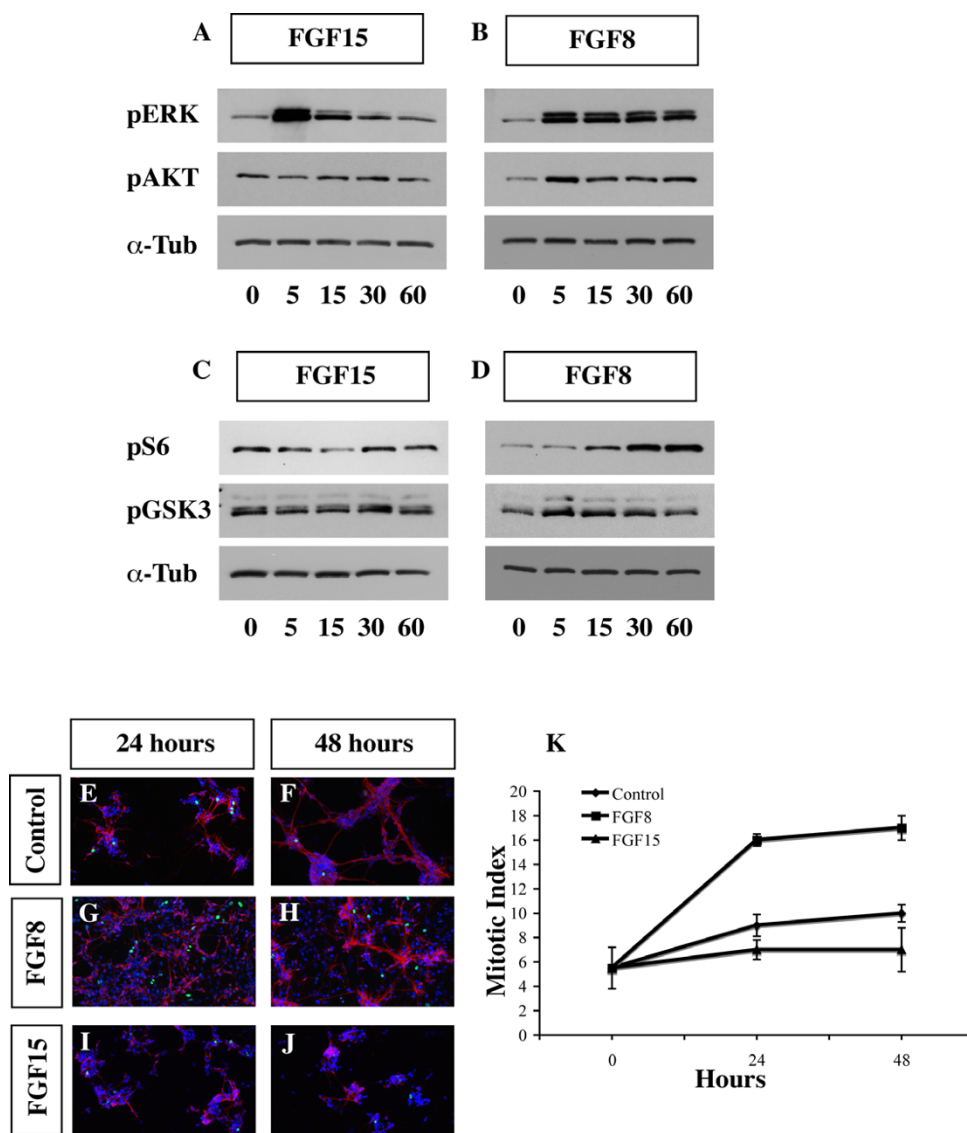 A FGF15
B FGF8
pERK
pAKT
α-Tub
0 5 15 30 60
0 5 15 30 60
C FGF15
D FGF8
pS6
pGSK3
α-Tub
0 5 15 30 60
0 5 15 30 60
24 hours
48 hours
Control
E
F
FGF8
G
H
FGF15
I
J
K
Control
FGF8
FGF15
Mitotic Index
20
18
16
14
12
10
8
6
4
2
0
0 24 48
Hours